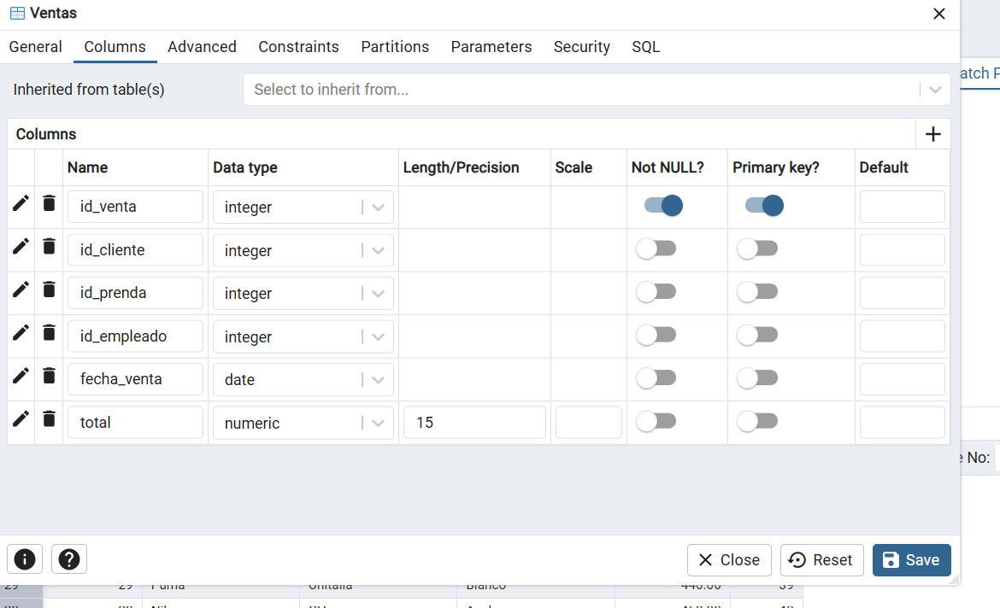 Ventas
General Columns Advanced Constraints Partitions Parameters Security SQL
atch P
Inherited from table(s) Select to inherit from...
Columns
Name Data type Length/Precision Scale Not NULL? Primary key? Default
id_venta integer
id_cliente integer
id_prenda integer
id_empleado integer
fecha_venta date
total numeric 15
e No:
Close Reset Save
29 29 Puma Unitalla Blanco 440.00 39